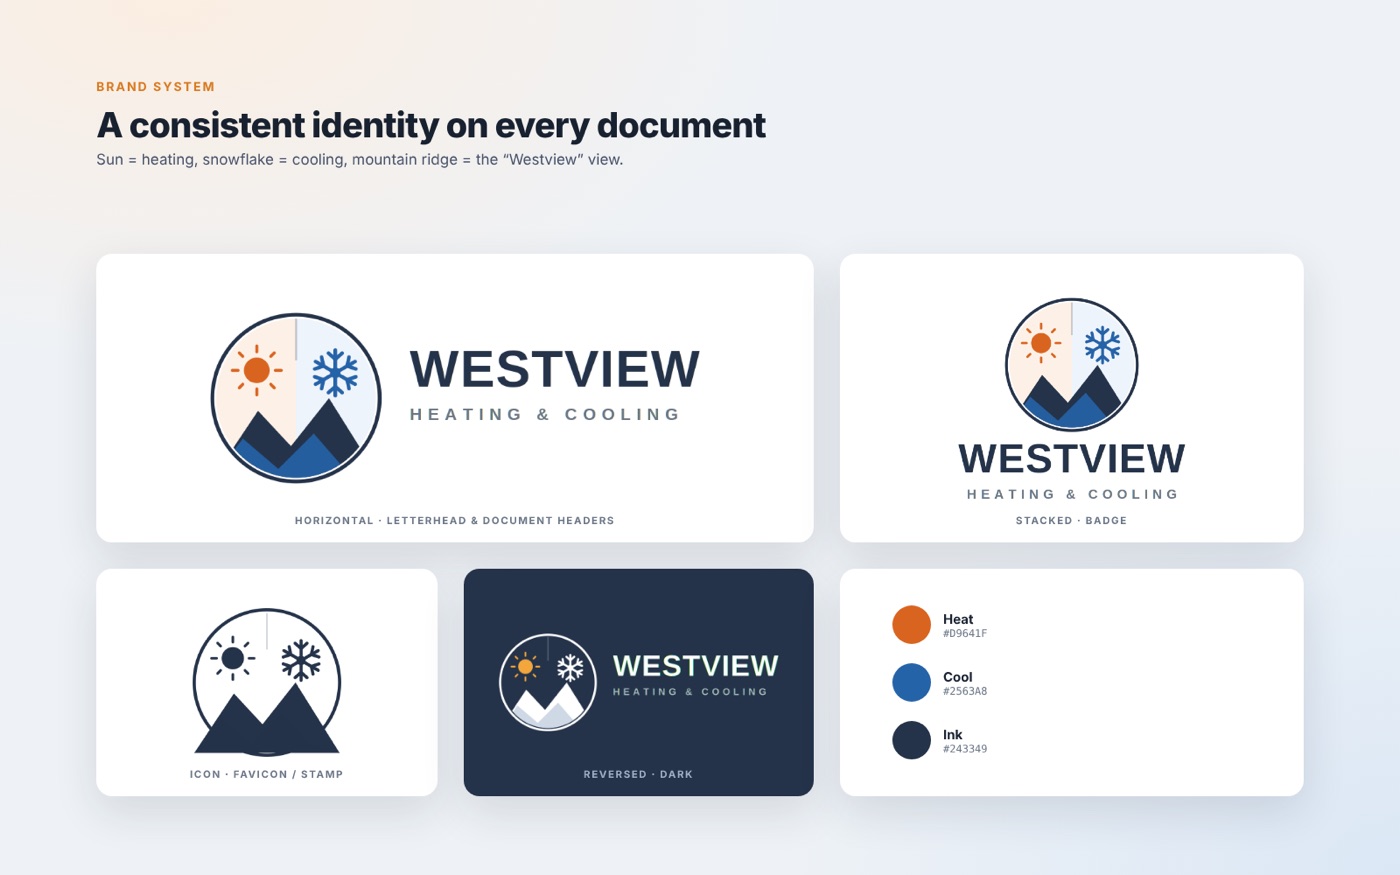 BRAND SYSTEM
A consistent identity on every document
Sun = heating, snowflake = cooling, mountain ridge = the “Westview” view.
WESTVIEW
HEATING & COOLING
HORIZONTAL · LETTERHEAD & DOCUMENT HEADERS
WESTVIEW
HEATING & COOLING
STACKED · BADGE
ICON · FAVICON / STAMP
WESTVIEW
HEATING & COOLING
REVERSED · DARK
Heat
#D9641F
Cool
#2563A8
Ink
#243349